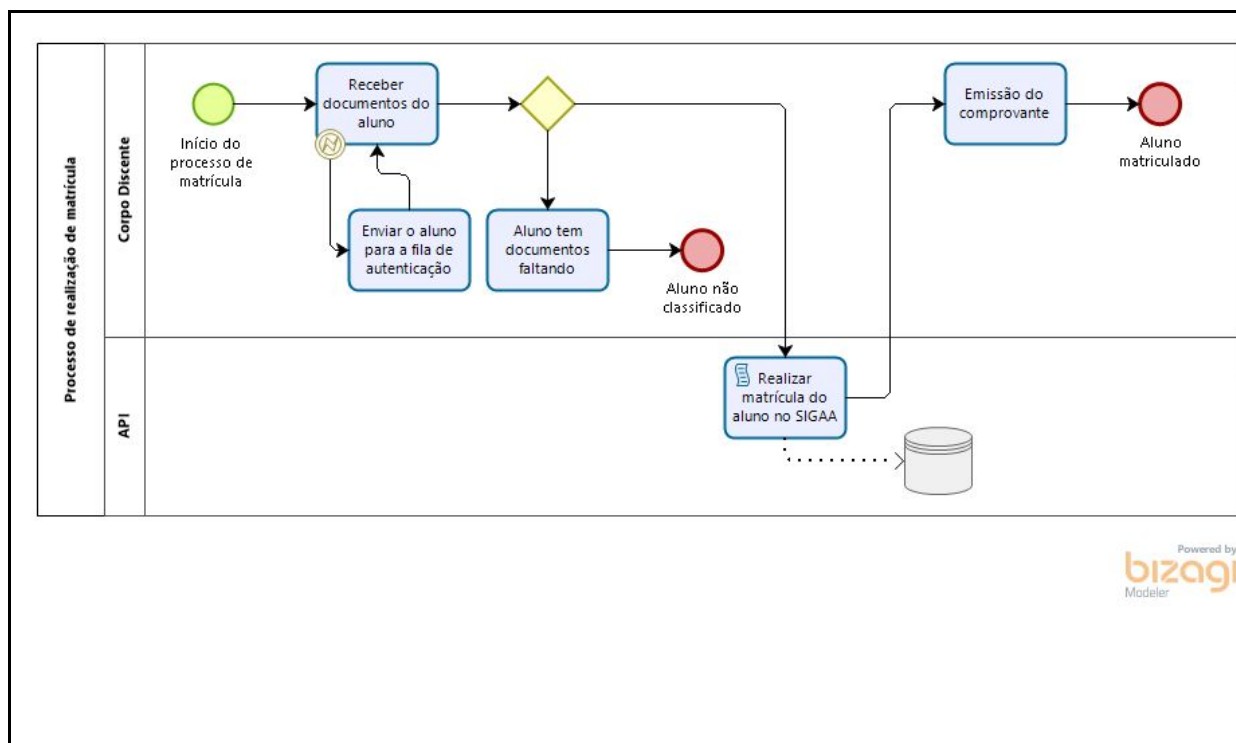 Processo de realização de matrícula
Corpo Discente
Início do
processo de
matrícula
Receber
documentos do
aluno
Enviar o aluno
para a fila de
autenticação
Aluno tem
documentos
faltando
Aluno não
classificado
Emissão do
comprovante
Aluno
matriculado
API
Realizar
matrícula do
aluno no SIGAA
Powered by
bizagi
Modeler